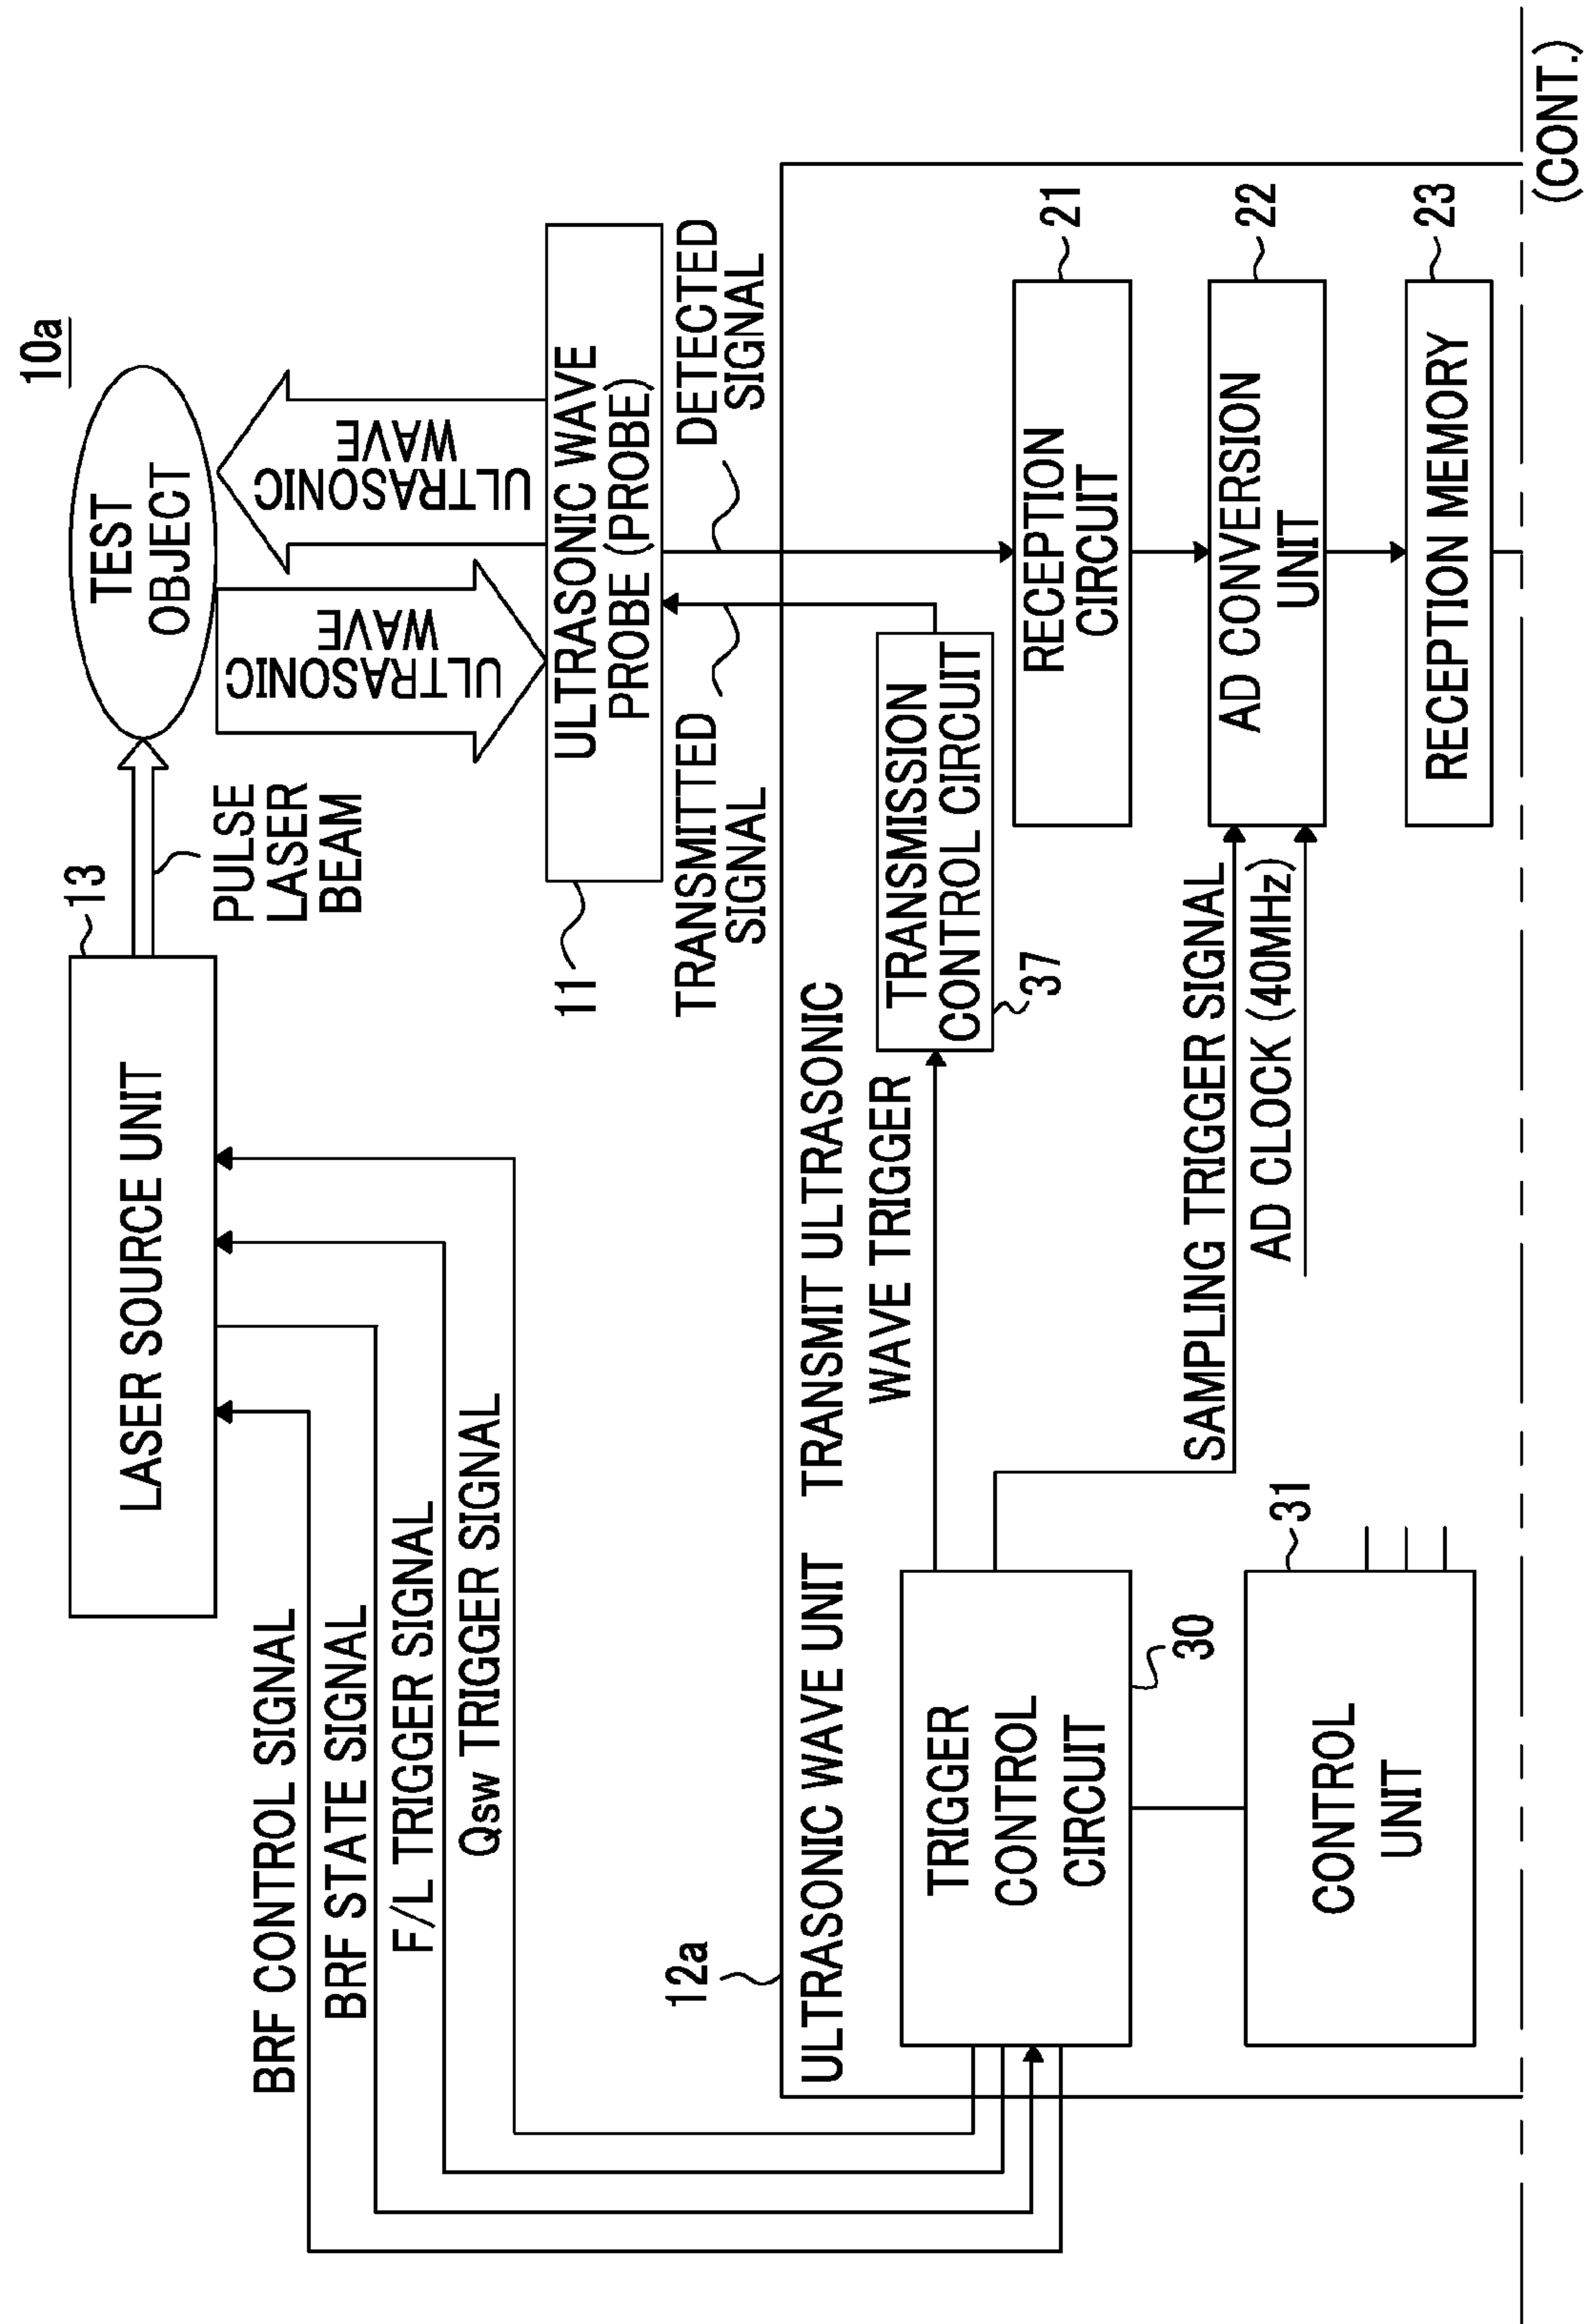 10a
TEST
OBJECT
13
LASER SOURCE UNIT
PULSE
LASER
BEAM
ULTRASONIC
WAVE
ULTRASONIC
WAVE
BRF CONTROL SIGNAL
BRF STATE SIGNAL
F/L TRIGGER SIGNAL
Qsw TRIGGER SIGNAL
11
ULTRASONIC WAVE
PROBE (PROBE)
TRANSMITTED
SIGNAL
DETECTED
SIGNAL
12a
ULTRASONIC WAVE UNIT
TRANSMIT ULTRASONIC
WAVE TRIGGER
TRANSMISSION
CONTROL CIRCUIT
37
TRIGGER
CONTROL
CIRCUIT
30
RECEPTION
CIRCUIT
21
SAMPLING TRIGGER SIGNAL
AD CLOCK (40MHz)
AD CONVERSION
UNIT
22
31
CONTROL
UNIT
RECEPTION MEMORY
23
(CONT.)